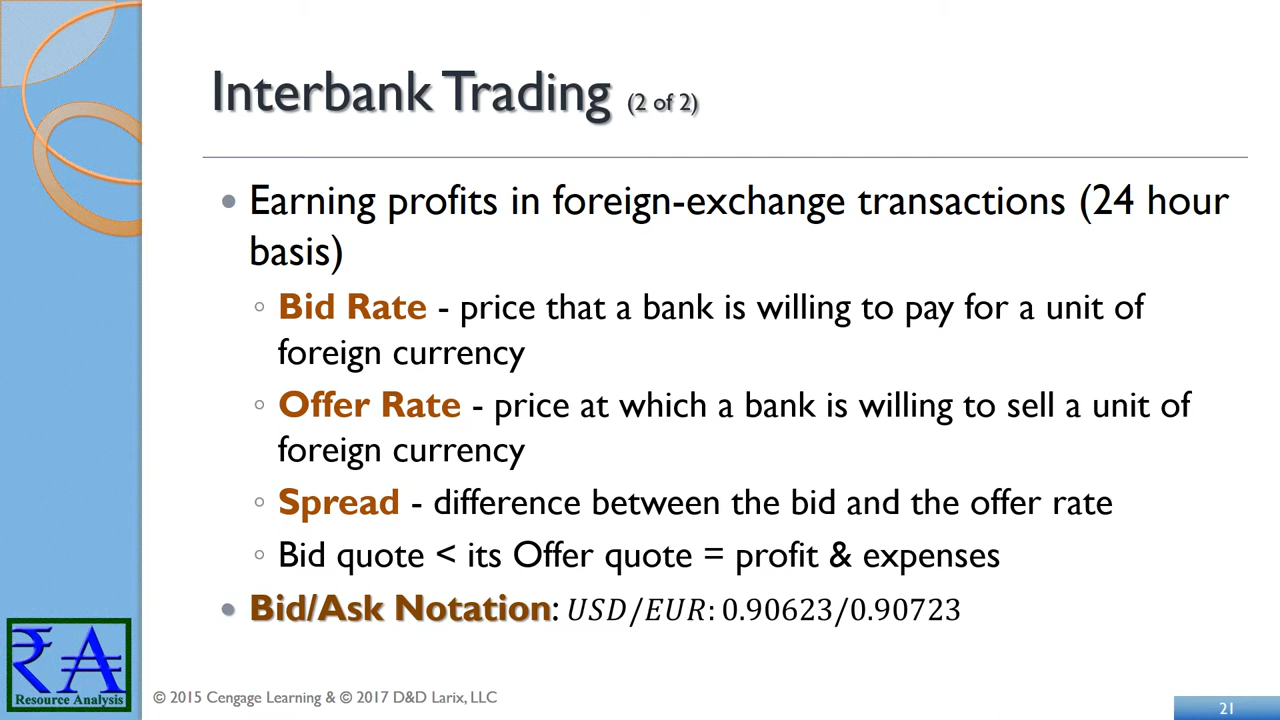 Interbank Trading (2 of 2)
• Earning profits in foreign-exchange transactions (24 hour
basis)
◦ Bid Rate - price that a bank is willing to pay for a unit of
foreign currency
◦ Offer Rate - price at which a bank is willing to sell a unit of
foreign currency
◦ Spread - difference between the bid and the offer rate
◦ Bid quote < its Offer quote = profit & expenses
• Bid/Ask Notation: USD/EUR: 0.90623/0.90723
₹A
Resource Analysis
© 2015 Cengage Learning & © 2017 D&D Larix, LLC
21